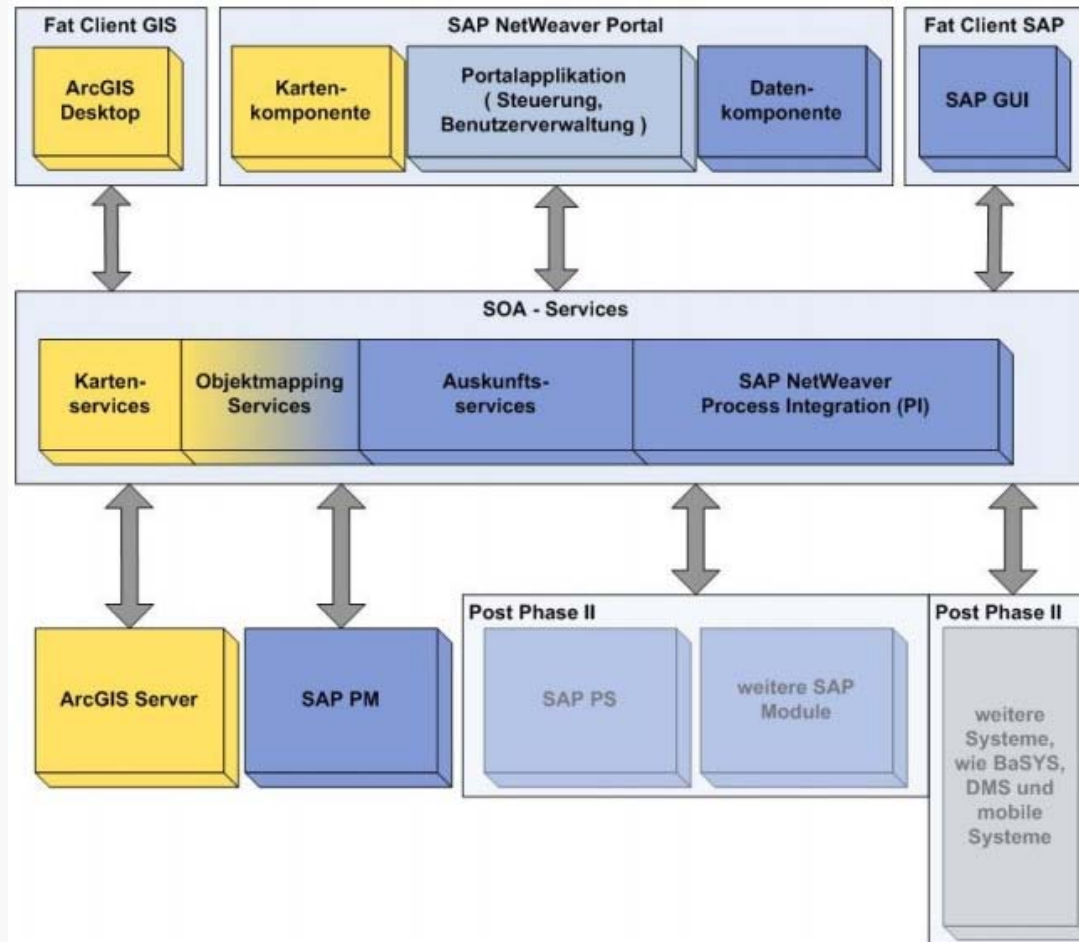 Fat Client GIS
ArcGIS
Desktop
SAP NetWeaver Portal
Karten-
komponente
Portalapplikation
( Steuerung,
Benutzerverwaltung )
Daten-
komponente
Fat Client SAP
SAP GUI
SOA - Services
Karten-
services
Objektmapping
Services
Auskunfts-
services
SAP NetWeaver
Process Integration (PI)
ArcGIS Server
SAP PM
Post Phase II
SAP PS
weitere SAP
Module
Post Phase II
weitere
Systeme,
wie BaSYS,
DMS und
mobile
Systeme